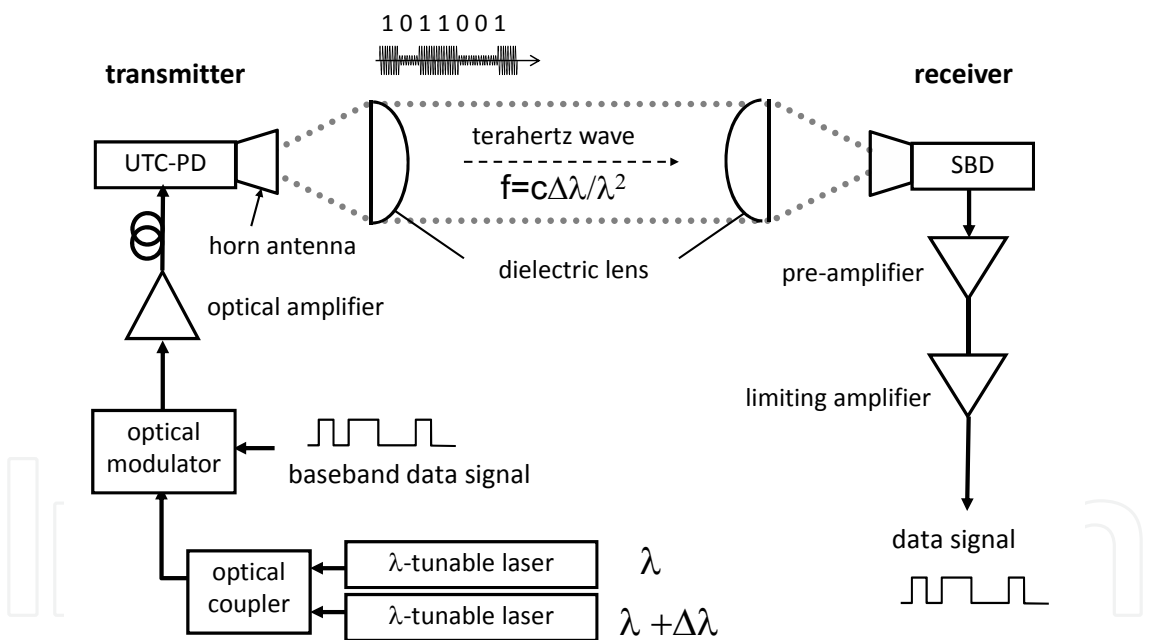 1 0 1 1 0 0 1
transmitter
receiver
UTC-PD
terahertz wave
f=cΔλ/λ²
SBD
horn antenna
dielectric lens
pre-amplifier
optical amplifier
limiting amplifier
optical
modulator
baseband data signal
data signal
optical
coupler
λ-tunable laser
λ
λ-tunable laser
λ +Δλ